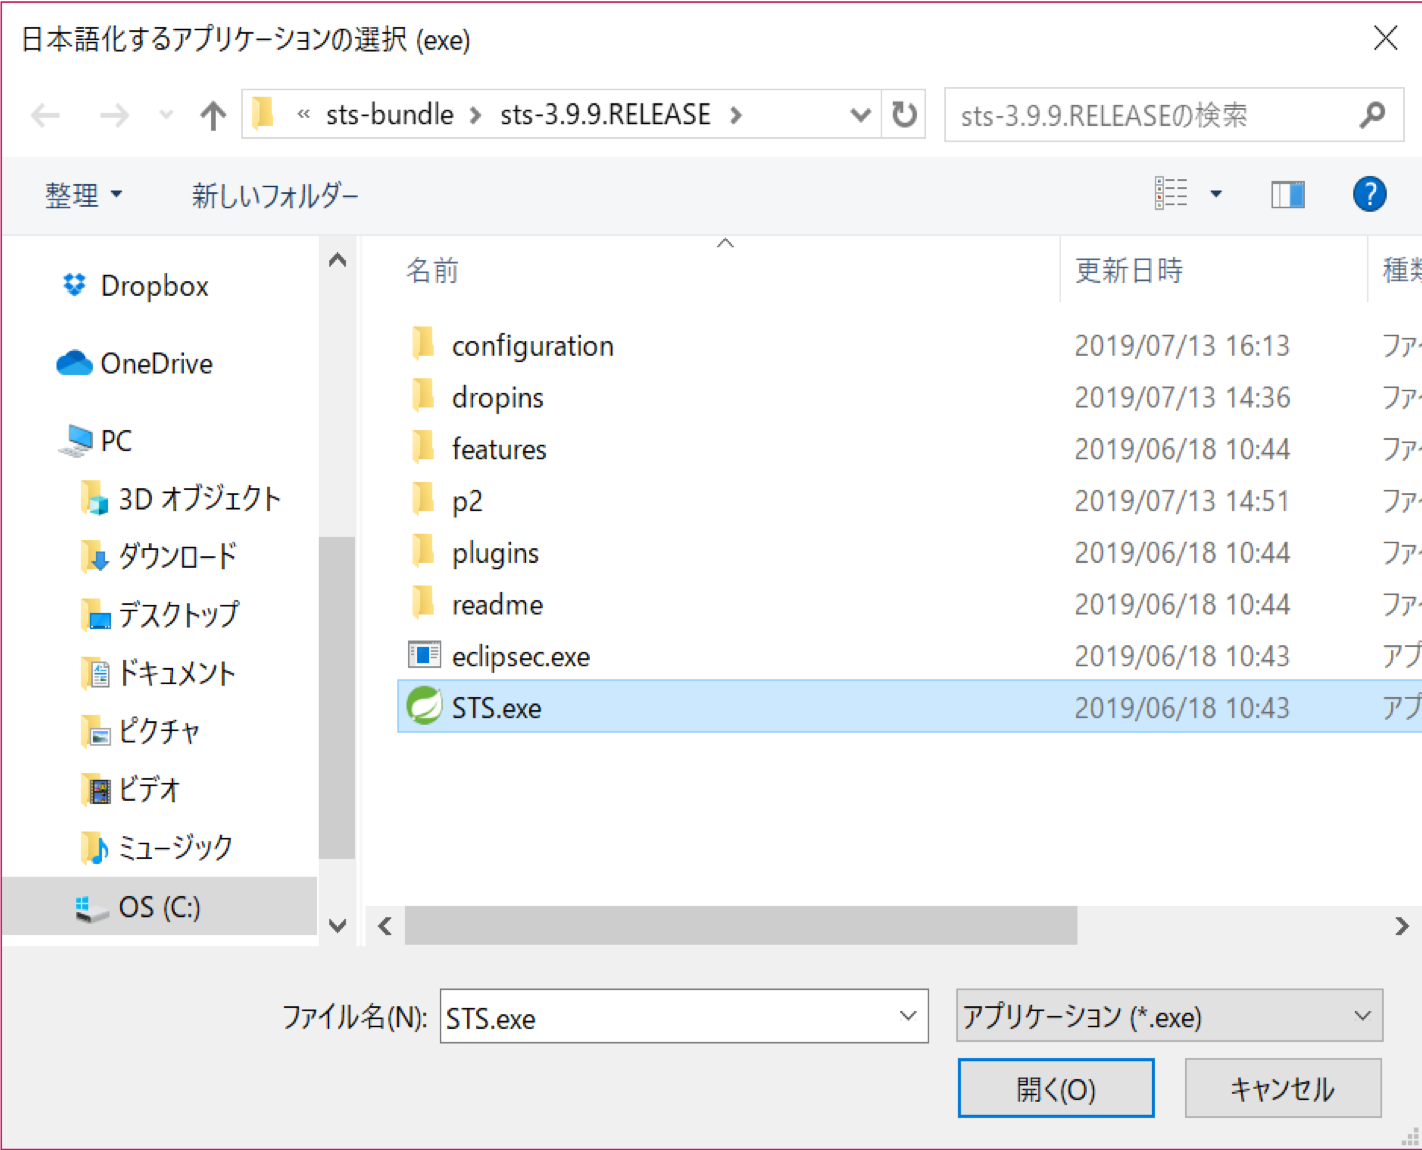 日本語化するアプリケーションの選択 (exe)
« sts-bundle > sts-3.9.9.RELEASE >
sts-3.9.9.RELEASEの検索
整理
新しいフォルダー
Dropbox
OneDrive
PC
3D オブジェクト
ダウンロード
デスクトップ
ドキュメント
ピクチャ
ビデオ
ミュージック
OS (C:)
名前 更新日時 種類
configuration 2019/07/13 16:13 ファイ
dropins 2019/07/13 14:36 ファイ
features 2019/06/18 10:44 ファイ
p2 2019/07/13 14:51 ファイ
plugins 2019/06/18 10:44 ファイ
readme 2019/06/18 10:44 ファイ
eclipsec.exe 2019/06/18 10:43 アプ
STS.exe 2019/06/18 10:43 アプ
ファイル名(N): STS.exe
アプリケーション (*.exe)
開く(O)
キャンセル